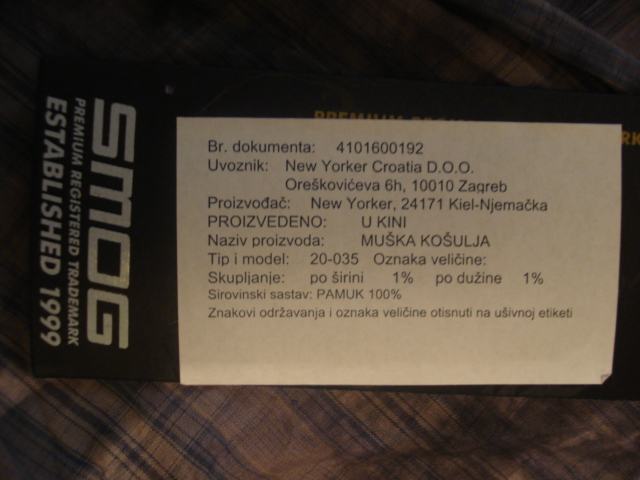 SMOG
PREMIUM REGISTERED TRADEMARK
ESTABLISHED 1999
Br. dokumenta: 4101600192
Uvoznik: New Yorker Croatia D.O.O.
Oreškovićeva 6h, 10010 Zagreb
Proizvođač: New Yorker, 24171 Kiel-Njemačka
PROIZVEDENO: U KINI
Naziv proizvoda: MUŠKA KOŠULJA
Tip i model: 20-035 Oznaka veličine:
Skupljanje: po širini 1% po dužine 1%
Sirovinski sastav: PAMUK 100%
Znakovi održavanja i oznaka veličine otisnuti na ušivnoj etiketi